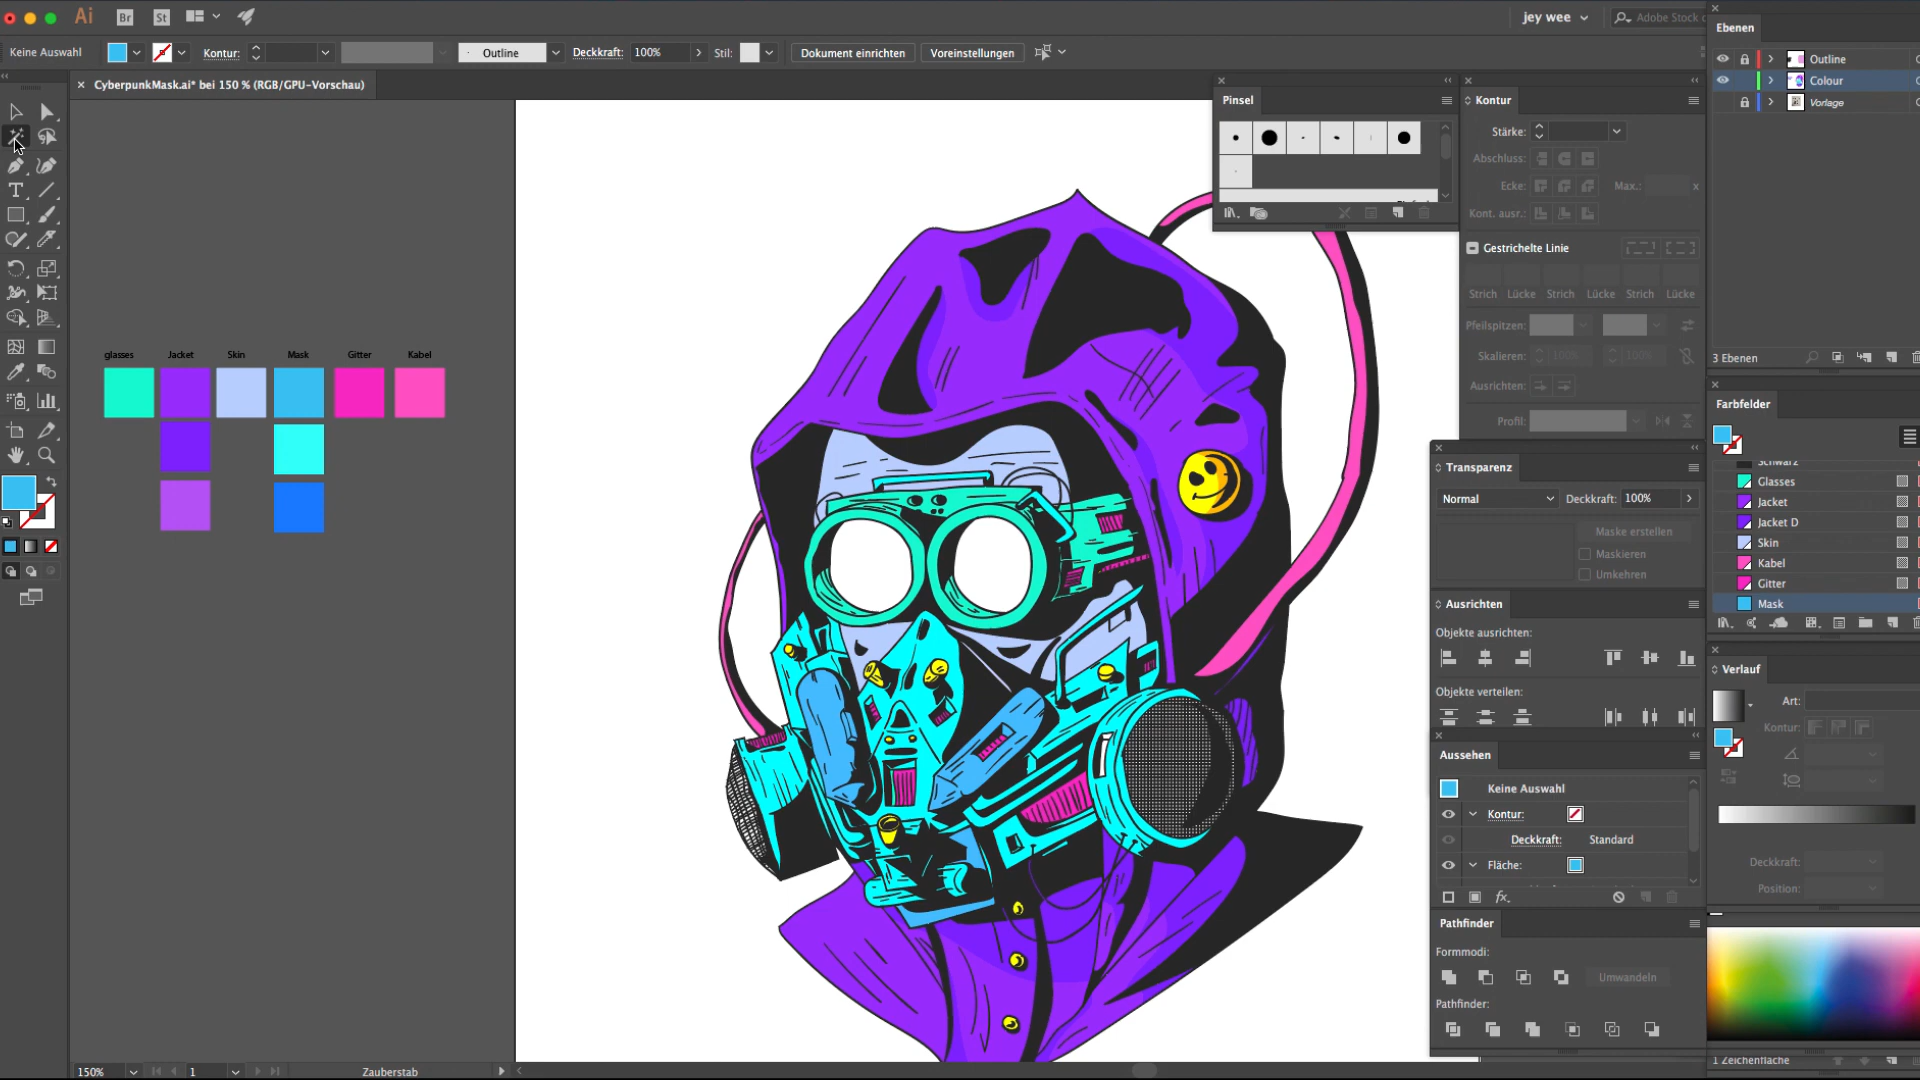 Ai Br St
jey wee
Adobe Stock
Keine Auswahl
Kontur:
Outline
Deckkraft:
100%
Stil:
Dokument einrichten
Voreinstellungen
CyberpunkMask.ai* bei 150 % (RGB/GPU-Vorschau)
glasses
Jacket
Skin
Mask
Gitter
Kabel
Pinsel
Kontur
Stärke:
Abschluss:
Ecke:
Max.:
x
Kont. ausr.:
Gestrichelte Linie
Strich
Lücke
Strich
Lücke
Strich
Lücke
Pfeilspitzen:
Skalieren:
100%
100%
Ausrichten:
Profil:
Transparenz
Normal
Deckkraft:
100%
Maske erstellen
Maskieren
Umkehren
Ausrichten
Objekte ausrichten:
Objekte verteilen:
Aussehen
Keine Auswahl
Kontur:
Deckkraft:
Standard
Fläche:
fx.
Pathfinder
Formmodi:
Umwandeln
Pathfinder:
Ebenen
Outline
Colour
Vorlage
3 Ebenen
Farbfelder
Schwarz
Glasses
Jacket
Jacket D
Skin
Kabel
Gitter
Mask
Verlauf
Art:
Kontur:
Deckkraft:
Position:
1 Zeichenfläche
150%
1
Zauberstab